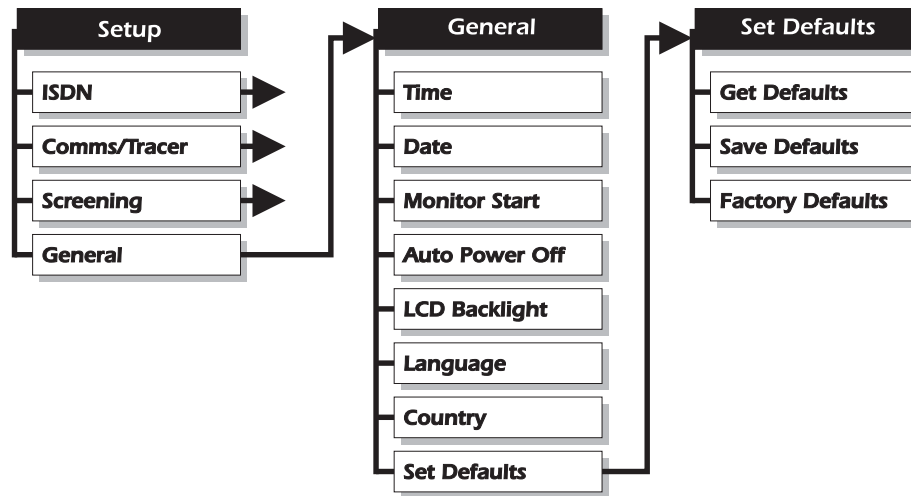 Setup
ISDN
Comms/Tracer
Screening
General
General
Time
Date
Monitor Start
Auto Power Off
LCD Backlight
Language
Country
Set Defaults
Set Defaults
Get Defaults
Save Defaults
Factory Defaults